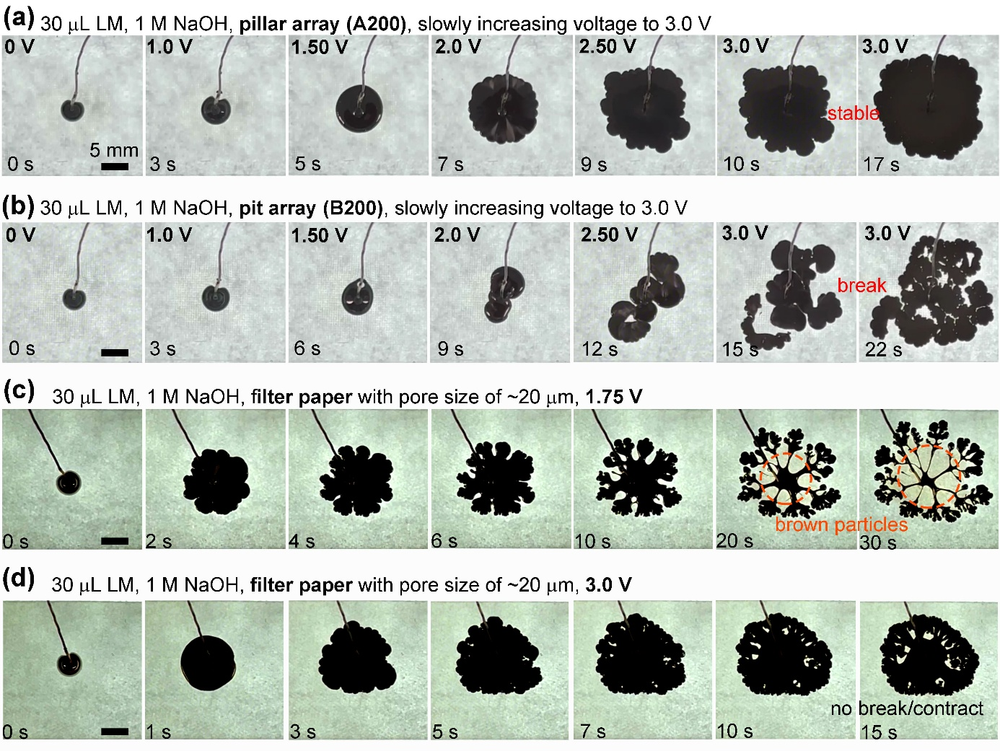 (a) 30 μL LM, 1 M NaOH, pillar array (A200), slowly increasing voltage to 3.0 V
0 V 1.0 V 1.50 V 2.0 V 2.50 V 3.0 V 3.0 V
stable
5 mm
0 s 3 s 5 s 7 s 9 s 10 s 17 s
(b) 30 μL LM, 1 M NaOH, pit array (B200), slowly increasing voltage to 3.0 V
0 V 1.0 V 1.50 V 2.0 V 2.50 V 3.0 V 3.0 V
break
0 s 3 s 6 s 9 s 12 s 15 s 22 s
(c) 30 μL LM, 1 M NaOH, filter paper with pore size of ~20 μm, 1.75 V
brown particles
0 s 2 s 4 s 6 s 10 s 20 s 30 s
(d) 30 μL LM, 1 M NaOH, filter paper with pore size of ~20 μm, 3.0 V
no break/contract
0 s 1 s 3 s 5 s 7 s 10 s 15 s